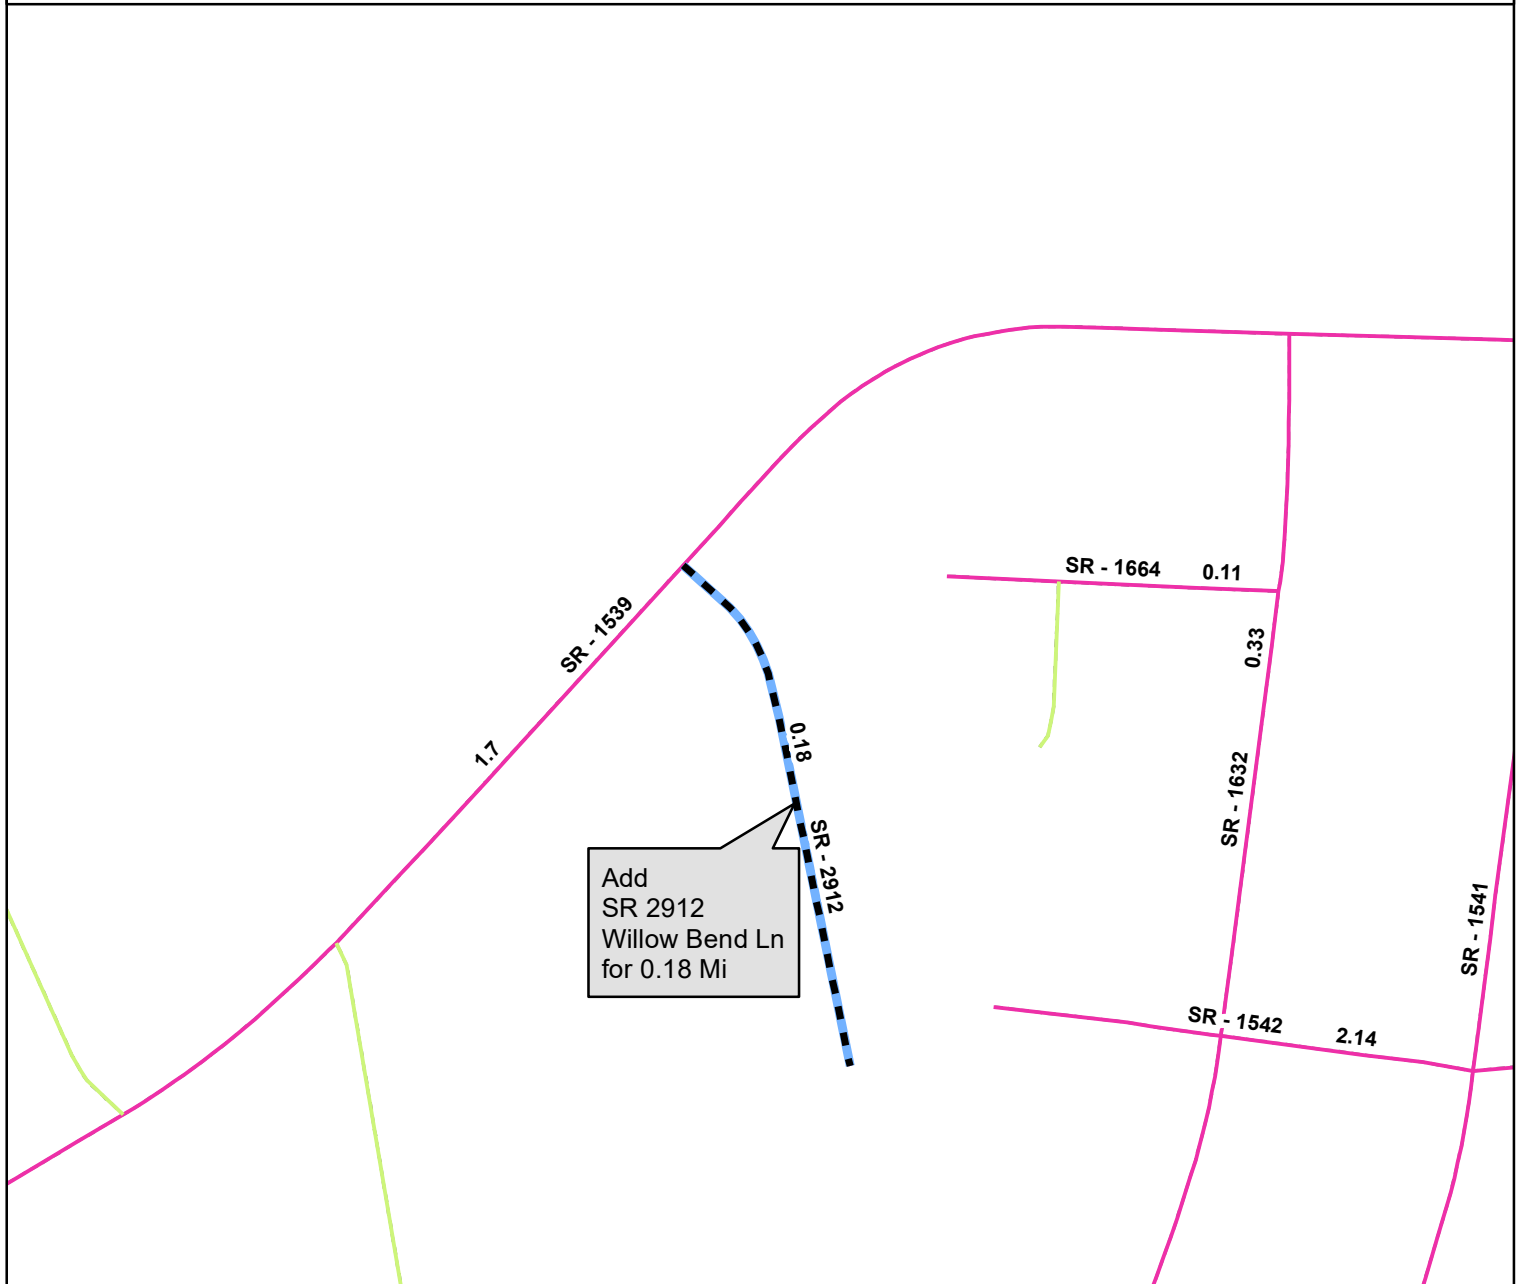 SR - 1664
0.11
SR - 1539
0.33
1.7
0.18
SR - 1632
SR - 2912
Add
SR 2912
Willow Bend Ln
for 0.18 Mi
SR - 1541
SR - 1542
2.14